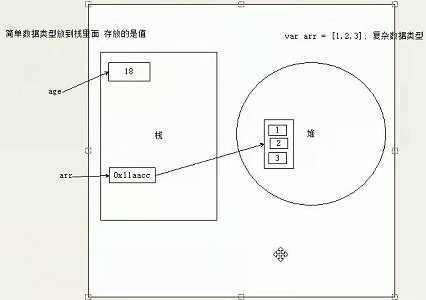 简单数据类型放到栈里面 存放的是值
var arr = [1,2,3]; 复杂数据类型
18
age
栈
堆
1
2
3
arr
0x11aacc